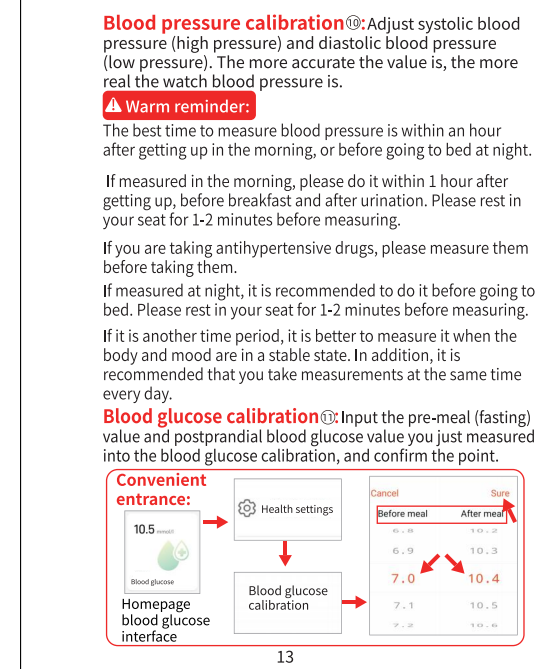 Blood pressure calibration⑩:Adjust systolic blood
pressure (high pressure) and diastolic blood pressure
(low pressure). The more accurate the value is, the more
real the watch blood pressure is.
Warm reminder:
The best time to measure blood pressure is within an hour
after getting up in the morning, or before going to bed at night.
If measured in the morning, please do it within 1 hour after
getting up, before breakfast and after urination. Please rest in
your seat for 1-2 minutes before measuring.
If you are taking antihypertensive drugs, please measure them
before taking them.
If measured at night, it is recommended to do it before going to
bed. Please rest in your seat for 1-2 minutes before measuring.
If it is another time period, it is better to measure it when the
body and mood are in a stable state. In addition, it is
recommended that you take measurements at the same time
every day.
Blood glucose calibration⑪:Input the pre-meal (fasting)
value and postprandial blood glucose value you just measured
into the blood glucose calibration, and confirm the point.
Convenient
entrance:
10.5 mmol/l
Blood glucose
Homepage
blood glucose
interface
Health settings
Blood glucose
calibration
Cancel Sure
Before meal After meal
6.8 10.2
6.9 10.3
7.0 10.4
7.1 10.5
7.2 10.6
13